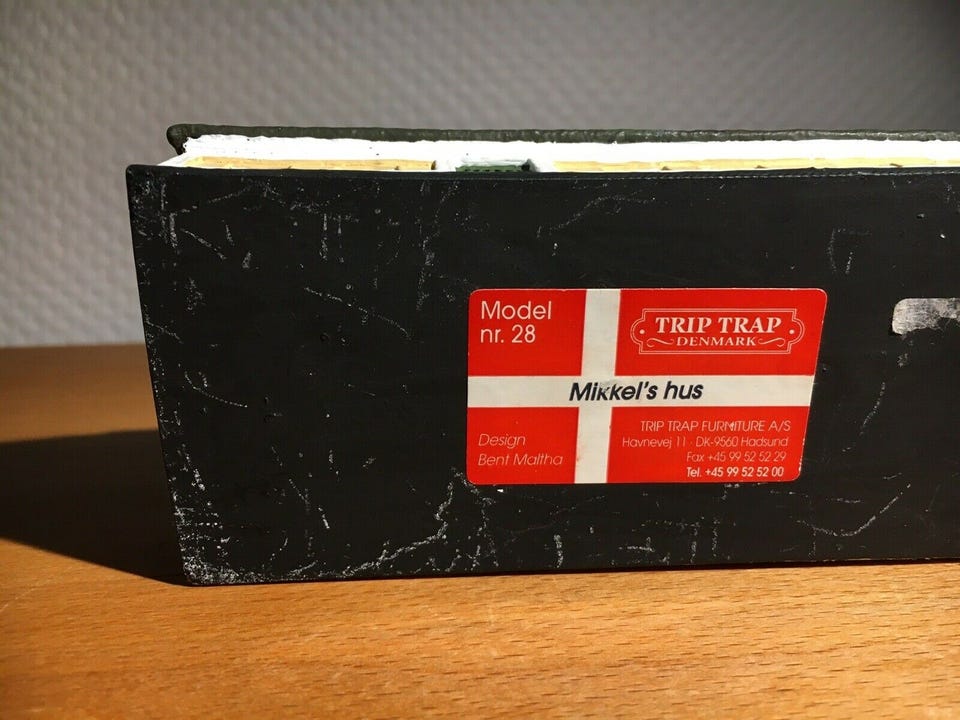 Model
nr. 28
TRIP TRAP
DENMARK
Mikkel's hus
Design
Bent Maltha
TRIP TRAP FURNITURE A/S
Havnevej 11 · DK-9560 Hadsund
Fax +45 99 52 52 29
Tel. +45 99 52 52 00